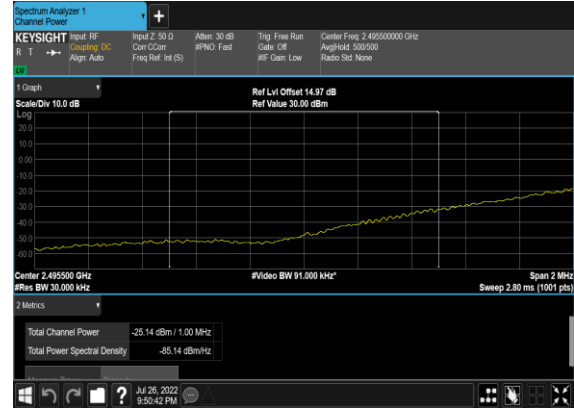 Spectrum Analyzer 1
Channel Power
KEYSIGHT
R T
LNI
Input: RF
Coupling: DC
Align: Auto
Input Z: 50 Ω
Corr CCorr
Freq Ref: Int (S)
Atten: 30 dB
#PNO: Fast
Trig: Free Run
Gate: Off
#IF Gain: Low
Center Freq: 2.495500000 GHz
Avg|Hold: 500/500
Radio Std: None
1 Graph
Scale/Div 10.0 dB
Ref Lvl Offset 14.97 dB
Ref Value 30.00 dBm
Log
20.0
10.0
0.00
-10.0
-20.0
-30.0
-40.0
-50.0
-60.0
Center 2.495500 GHz
#Res BW 30.000 kHz
#Video BW 91.000 kHz*
Span 2 MHz
Sweep 2.80 ms (1001 pts)
2 Metrics
Total Channel Power -25.14 dBm / 1.00 MHz
Total Power Spectral Density -85.14 dBm/Hz
?
Jul 26, 2022
9:50:42 PM